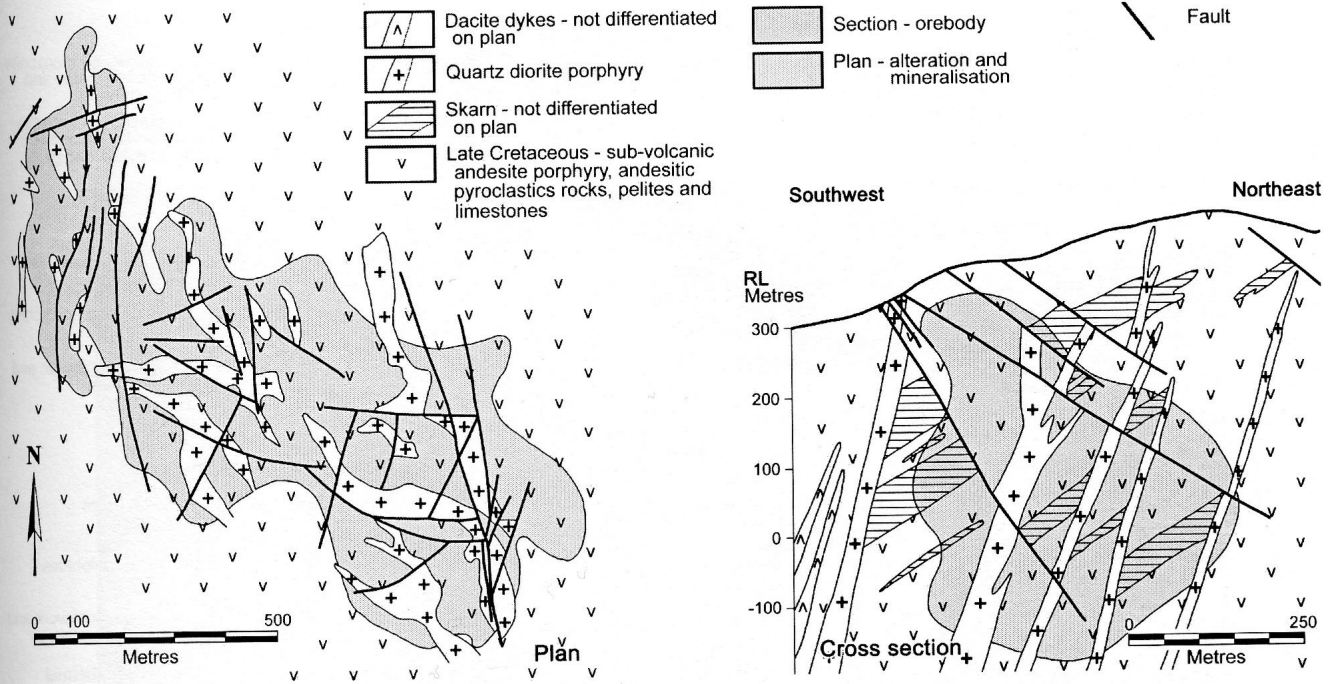 Dacite dykes - not differentiated
on plan
Quartz diorite porphyry
Skarn - not differentiated
on plan
Late Cretaceous - sub-volcanic
andesite porphyry, andesitic
pyroclastics rocks, pelites and
limestones
Section - orebody
Plan - alteration and
mineralisation
Fault
N
0 100 500
Metres
Plan
Southwest
Northeast
RL
Metres
300
200
100
0
-100
Cross section
0 250
Metres